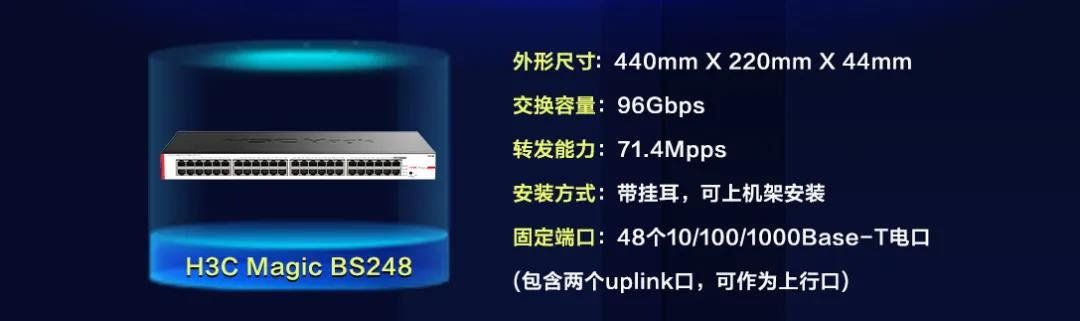 外形尺寸：440mm X 220mm X 44mm
交换容量：96Gbps
转发能力：71.4Mpps
安装方式：带挂耳，可上机架安装
固定端口：48个10/100/1000Base-T电口
(包含两个uplink口，可作为上行口)
H3C Magic BS248